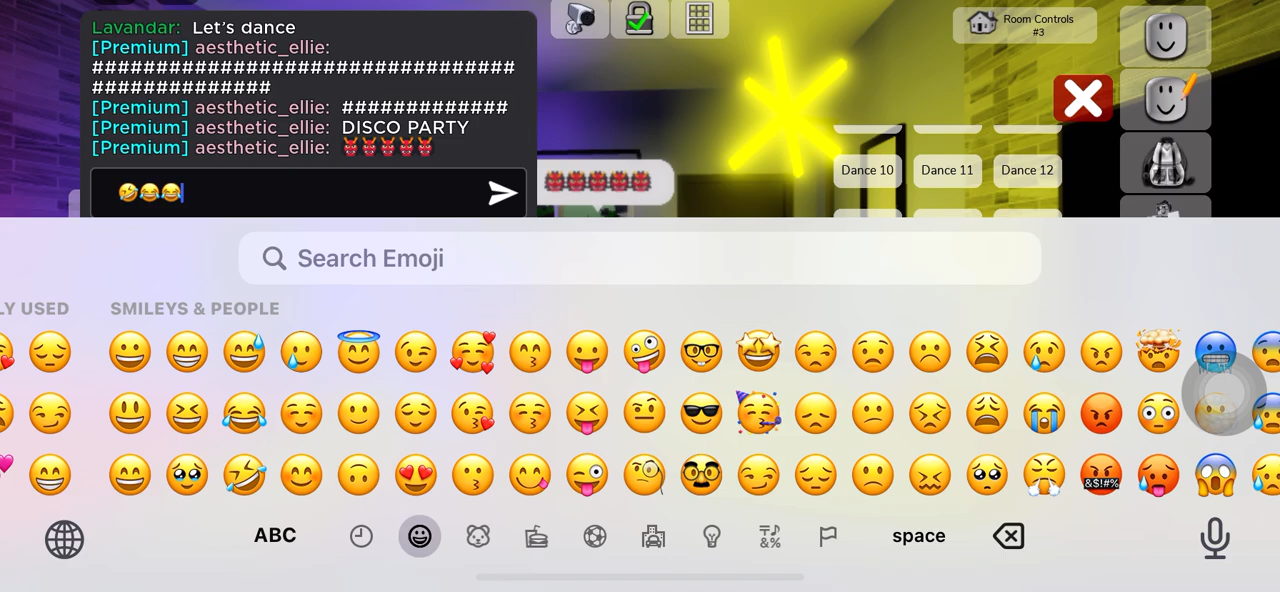 Lavandar: Let's dance
[Premium] aesthetic_ellie:
#################################
##############
[Premium] aesthetic_ellie: #############
[Premium] aesthetic_ellie: DISCO PARTY
[Premium] aesthetic_ellie: 👹👹👹👹👹
🤣😂😂
👹👹👹👹👹
Room Controls
#3
Dance 10
Dance 11
Dance 12
Search Emoji
LY USED
SMILEYS & PEOPLE
&$!#%
ABC
&%
space